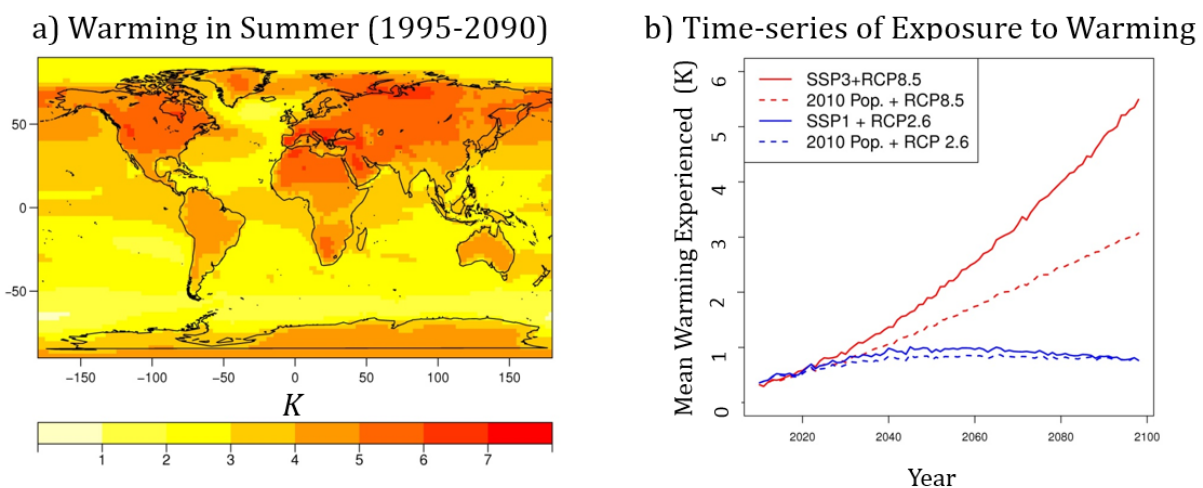 a) Warming in Summer (1995-2090)
50
0
−50
−150 −100 −50 0 50 100 150
K
1 2 3 4 5 6 7
b) Time-series of Exposure to Warming
Mean Warming Experienced (K)
6
5
4
3
2
1
0
SSP3+RCP8.5
2010 Pop. + RCP8.5
SSP1 + RCP2.6
2010 Pop. + RCP 2.6
2020 2040 2060 2080 2100
Year